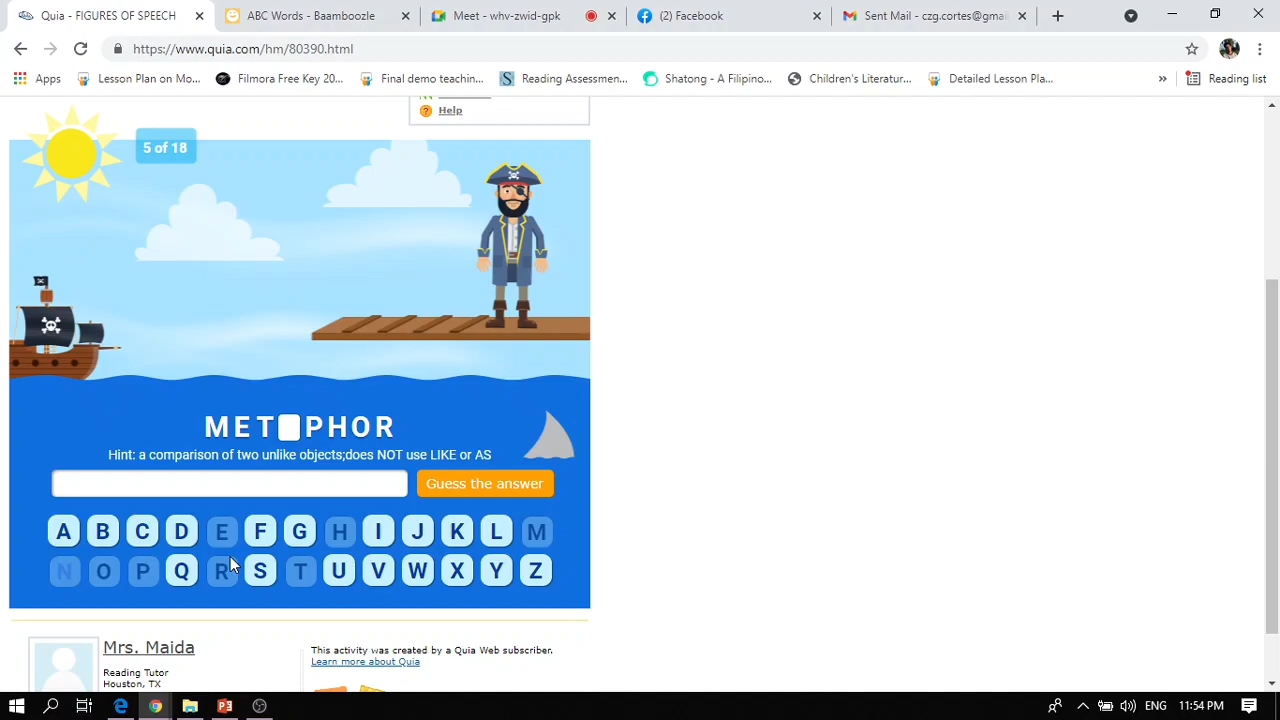 Quia - FIGURES OF SPEECH
ABC Words - Baamboozle
Meet - whv-zwid-gpk
(2) Facebook
Sent Mail - czg.cortes@gmai
https://www.quia.com/hm/80390.html
Apps
Lesson Plan on Mo...
Filmora Free Key 20...
Final demo teachin...
Reading Assessmen...
Shatong - A Filipino...
Children's Literatur...
Detailed Lesson Pla...
»
Reading list
Help
5 of 18
MET PHOR
Hint: a comparison of two unlike objects;does NOT use LIKE or AS
Guess the answer
A B C D E F G H I J K L M
N O P Q R S T U V W X Y Z
Mrs. Maida
Reading Tutor
Houston, TX
This activity was created by a Quia Web subscriber.
Learn more about Quia
ENG
11:54 PM